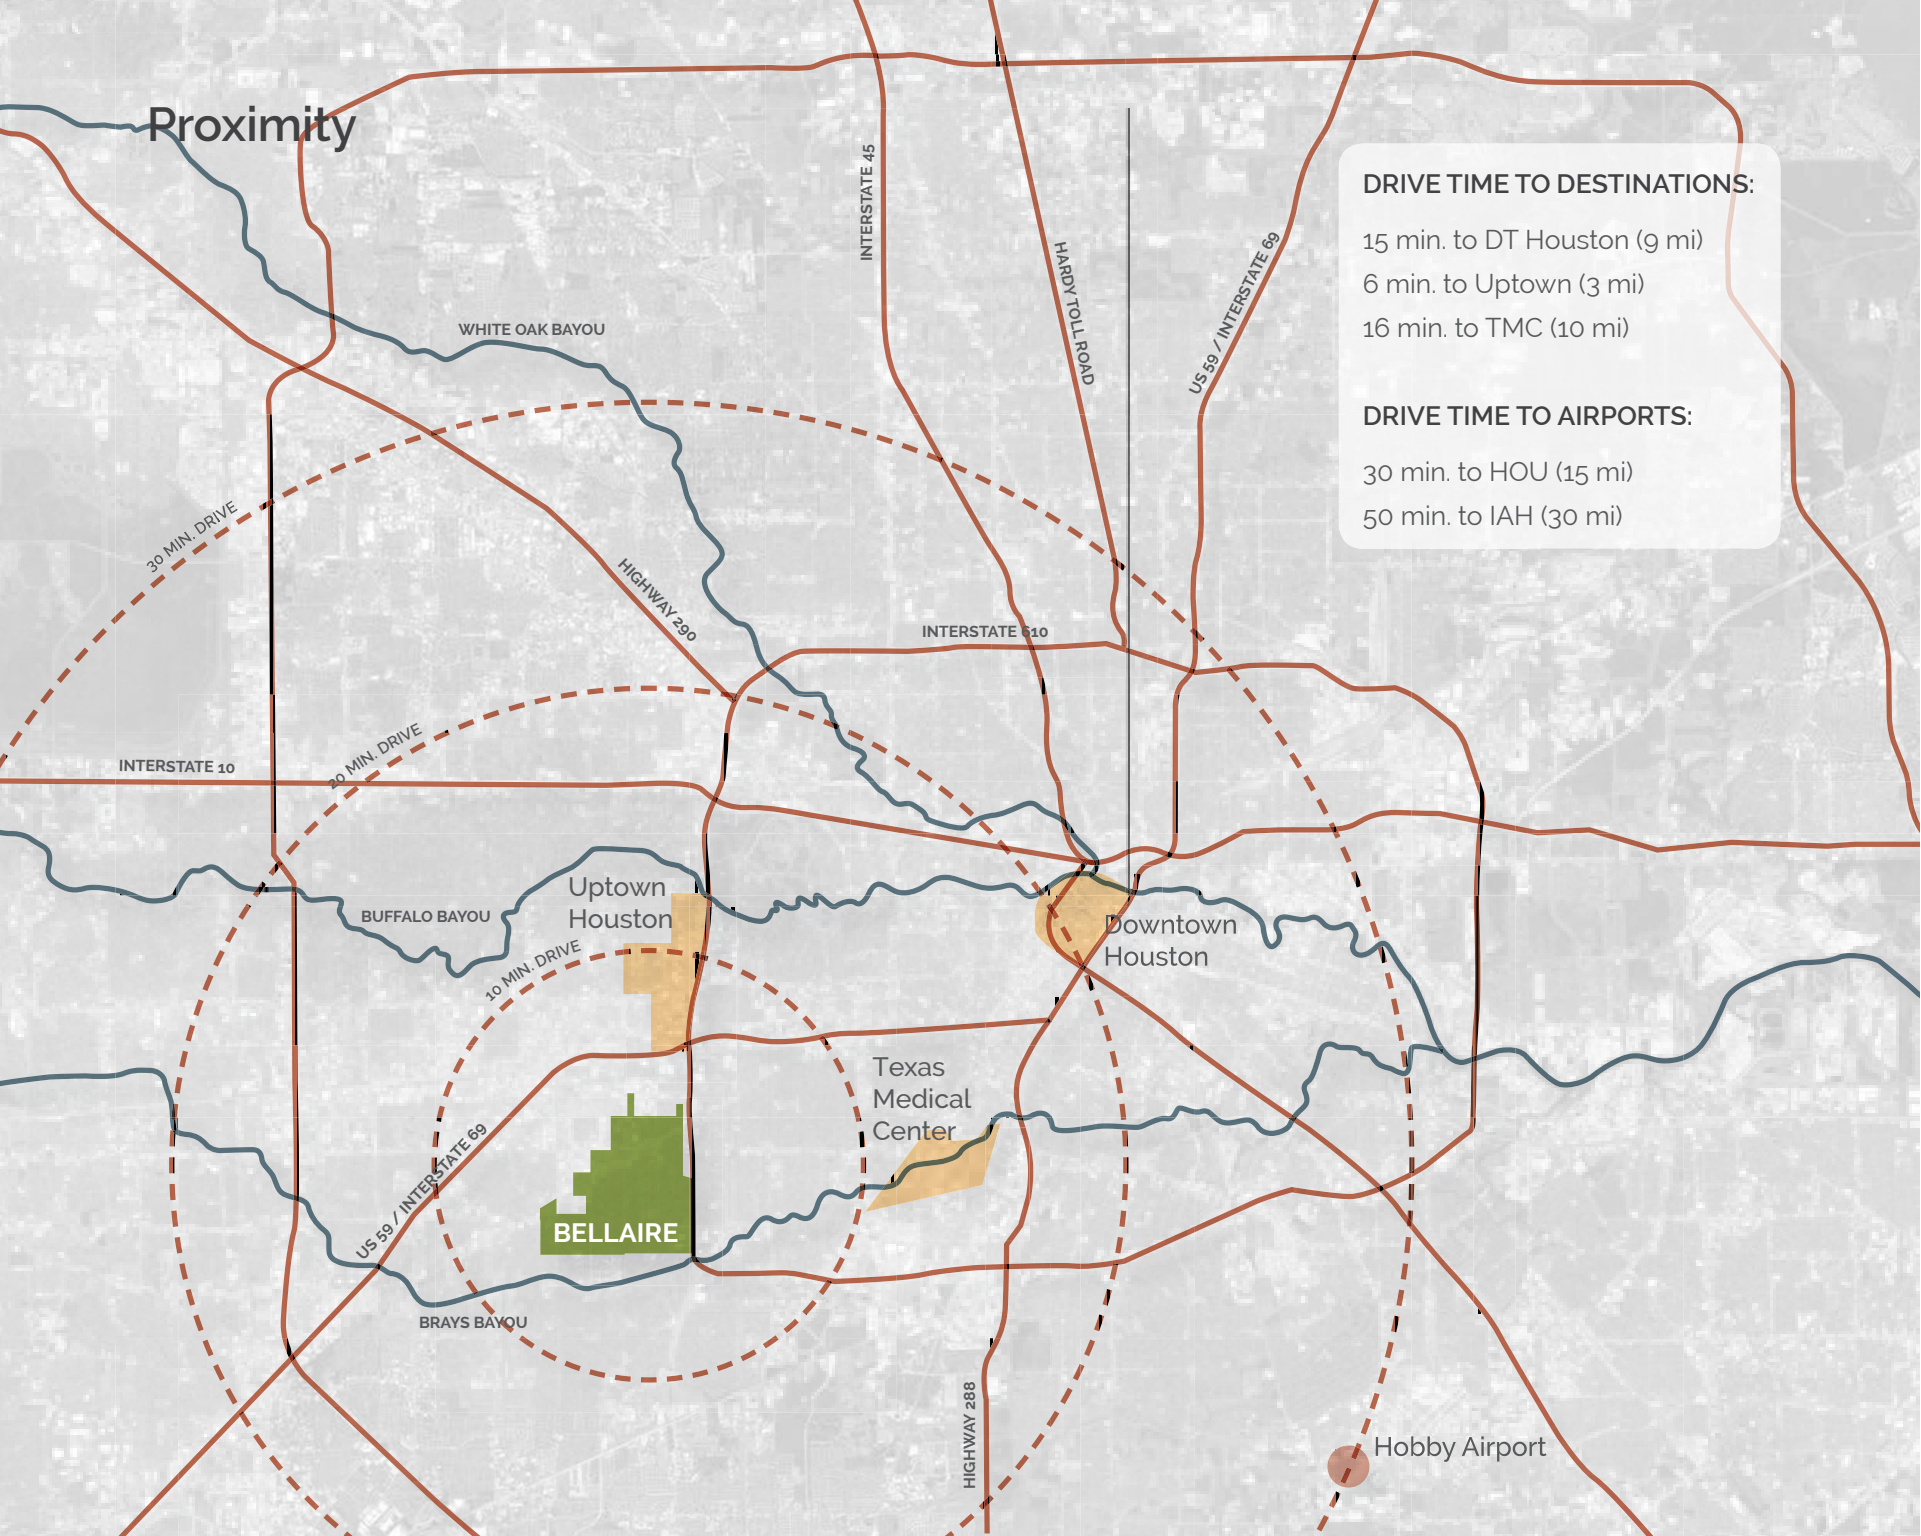 Proximity
INTERSTATE 45
HARDY TOLL ROAD
US 59 / INTERSTATE 69
DRIVE TIME TO DESTINATIONS:
15 min. to DT Houston (9 mi)
6 min. to Uptown (3 mi)
16 min. to TMC (10 mi)
DRIVE TIME TO AIRPORTS:
30 min. to HOU (15 mi)
50 min. to IAH (30 mi)
WHITE OAK BAYOU
30 MIN. DRIVE
HIGHWAY 290
INTERSTATE 610
20 MIN. DRIVE
INTERSTATE 10
Uptown
Houston
BUFFALO BAYOU
Downtown
Houston
10 MIN. DRIVE
Texas
Medical
Center
US 59 / INTERSTATE 69
BELLAIRE
BRAYS BAYOU
HIGHWAY 288
Hobby Airport